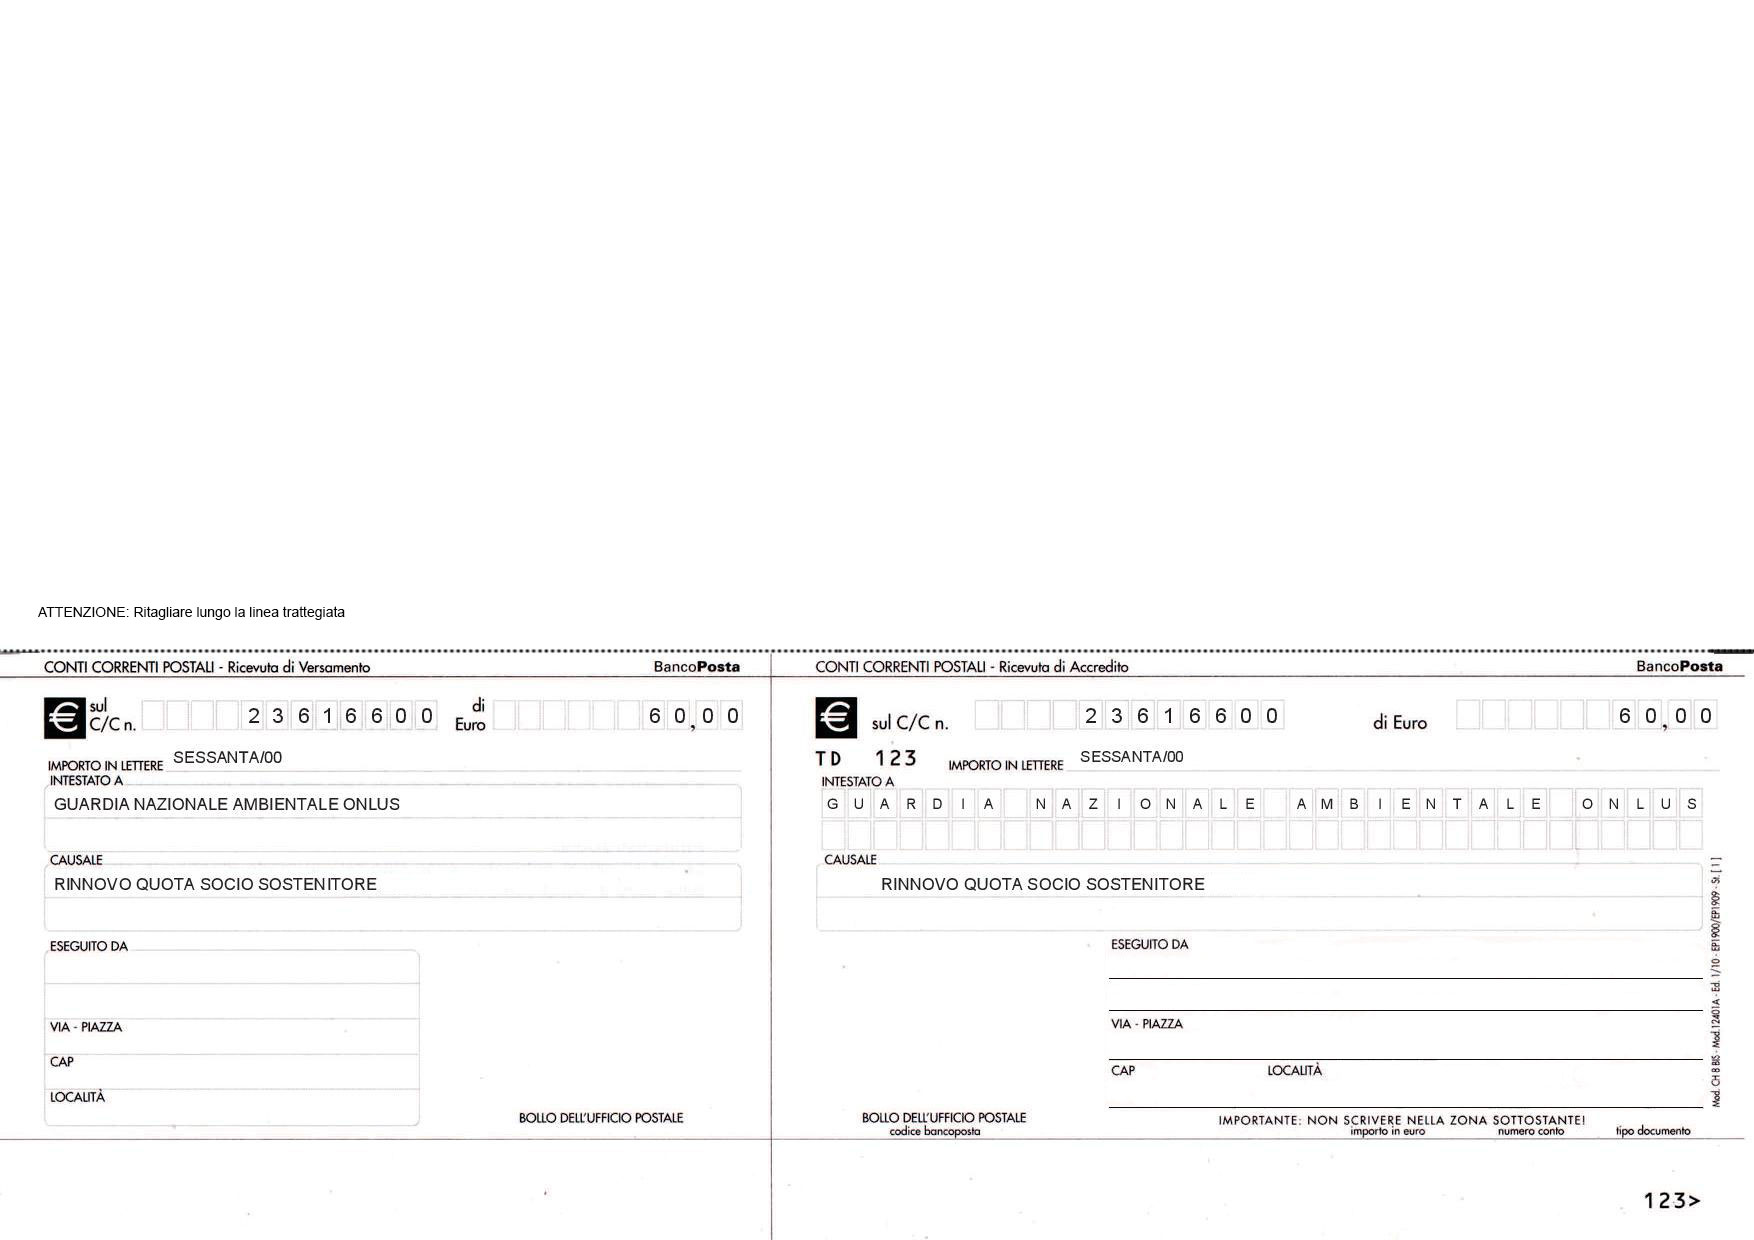 ATTENZIONE: Ritagliare lungo la linea trattegiata
CONTI CORRENTI POSTALI - Ricevuta di Versamento BancoPosta
€ sul C/C n. 23616600 di Euro 60,00
IMPORTO IN LETTERE SESSANTA/00
INTESTATO A
GUARDIA NAZIONALE AMBIENTALE ONLUS
CAUSALE
RINNOVO QUOTA SOCIO SOSTENITORE
ESEGUITO DA
VIA - PIAZZA
CAP
LOCALITÀ
BOLLO DELL'UFFICIO POSTALE
CONTI CORRENTI POSTALI - Ricevuta di Accredito BancoPosta
€ sul C/C n. 23616600 di Euro 60,00
TD 123 IMPORTO IN LETTERE SESSANTA/00
INTESTATO A
GUARDIA NAZIONALE AMBIENTALE ONLUS
CAUSALE
RINNOVO QUOTA SOCIO SOSTENITORE
ESEGUITO DA
VIA - PIAZZA
CAP LOCALITÀ
BOLLO DELL'UFFICIO POSTALE
codice bancoposta
IMPORTANTE: NON SCRIVERE NELLA ZONA SOTTOSTANTE!
importo in euro numero conto tipo documento
Mod. CH 8 BIS - Mod.12401A - Ed. 1/10 - EP1900/EP1909 - St. [1]
123>